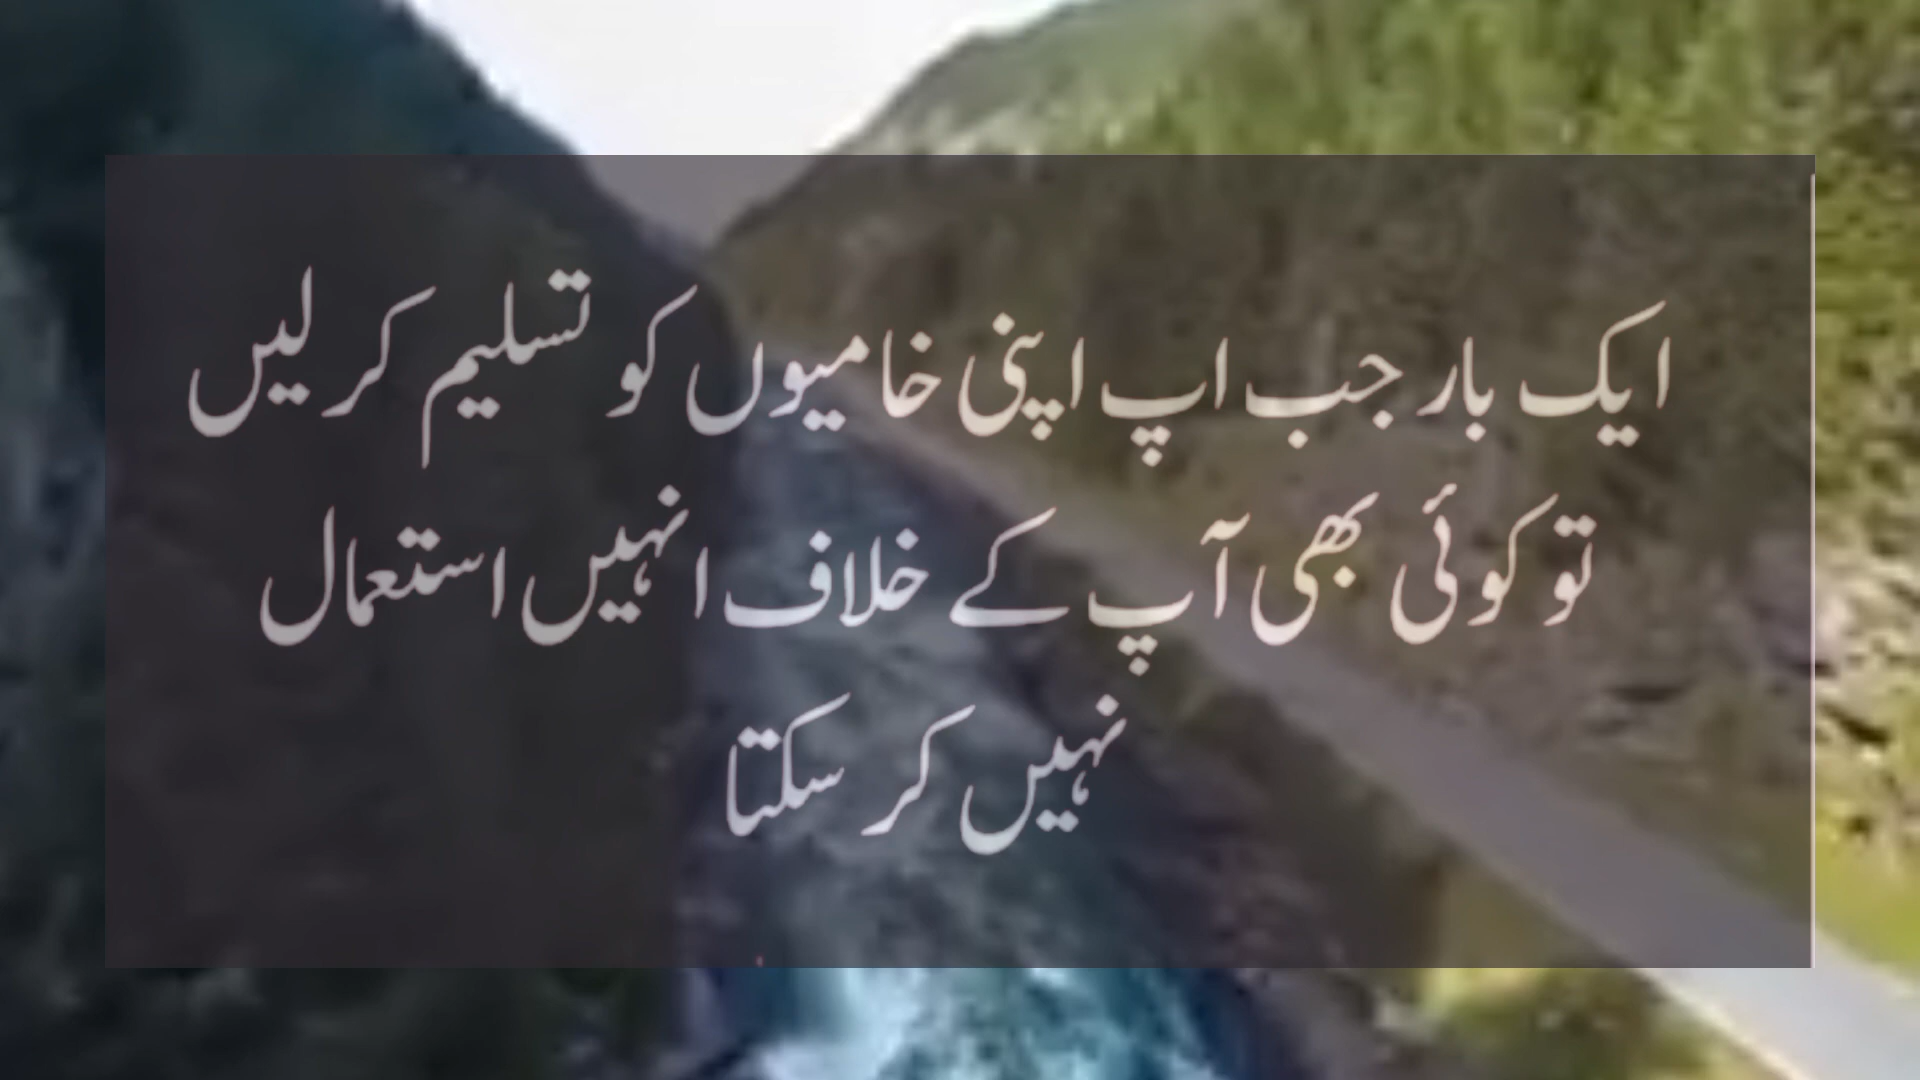 ایک بار جب اپ اپنی خامیوں کو تسلیم کر لیں
تو کوئی بھی آپ کے خلاف انہیں استعمال
نہیں کر سکتا